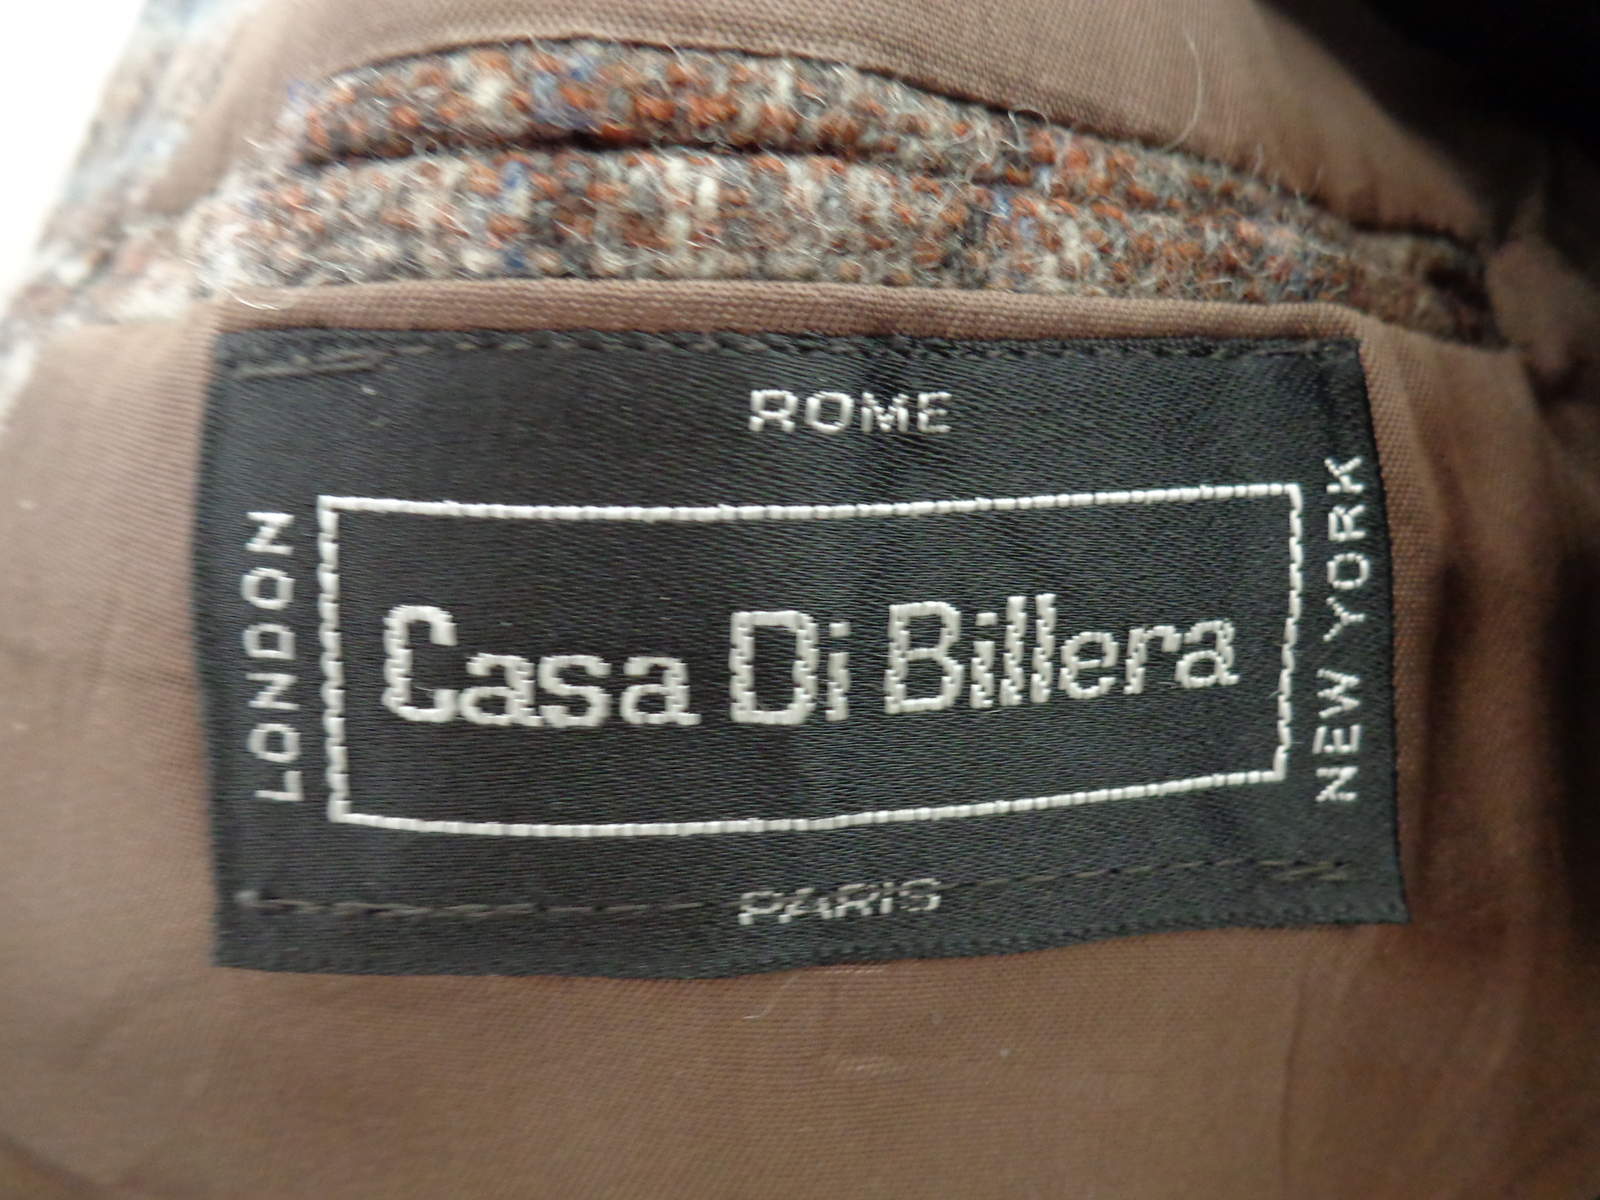 ROME
LONDON
Casa Di Billera
NEW YORK
PARIS